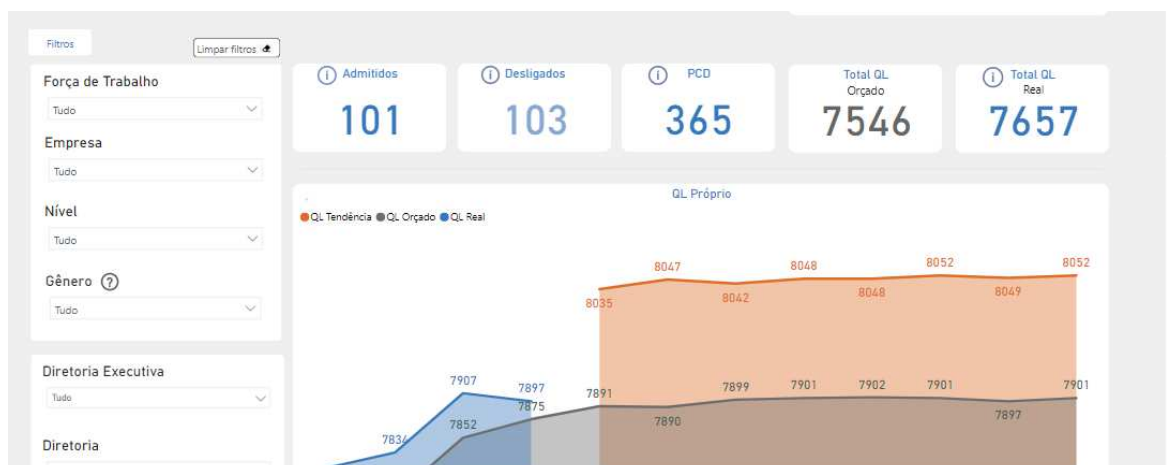 Filtros
Limpar filtros
Força de Trabalho
Tudo
Empresa
Tudo
Nível
Tudo
Gênero ?
Tudo
Diretoria Executiva
Tudo
Diretoria
i Admitidos
101
i Desligados
103
i PCD
365
Total QL
Orçado
7546
i Total QL
Real
7657
QL Próprio
QL Tendência QL Orçado QL Real
8047 8048 8052 8052
8035 8042 8048 8049
7907 7897 7891 7899 7901 7902 7901 7901
7875
7852 7890 7897
7834